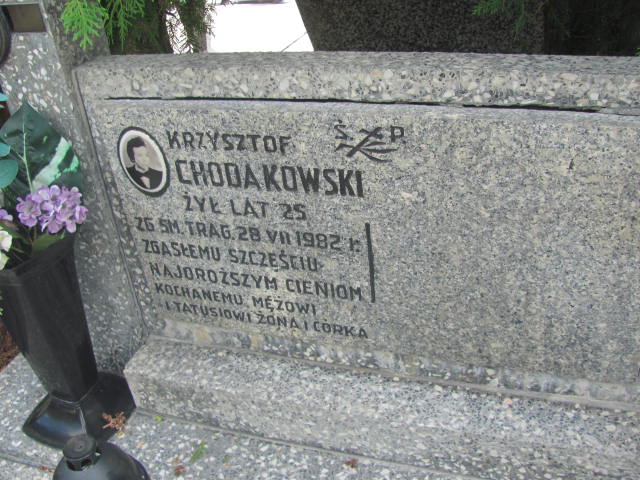 Ś P
KRZYSZTOF
CHODAKOWSKI
ŻYŁ LAT 25
ZG. ŚM. TRAG. 28 VII 1982 r.
ZGASŁEMU SZCZĘŚCIU
NAJDROŻSZYM CIENIOM
KOCHANEMU MĘŻOWI
I TATUSIOWI ŻONA I CÓRKA